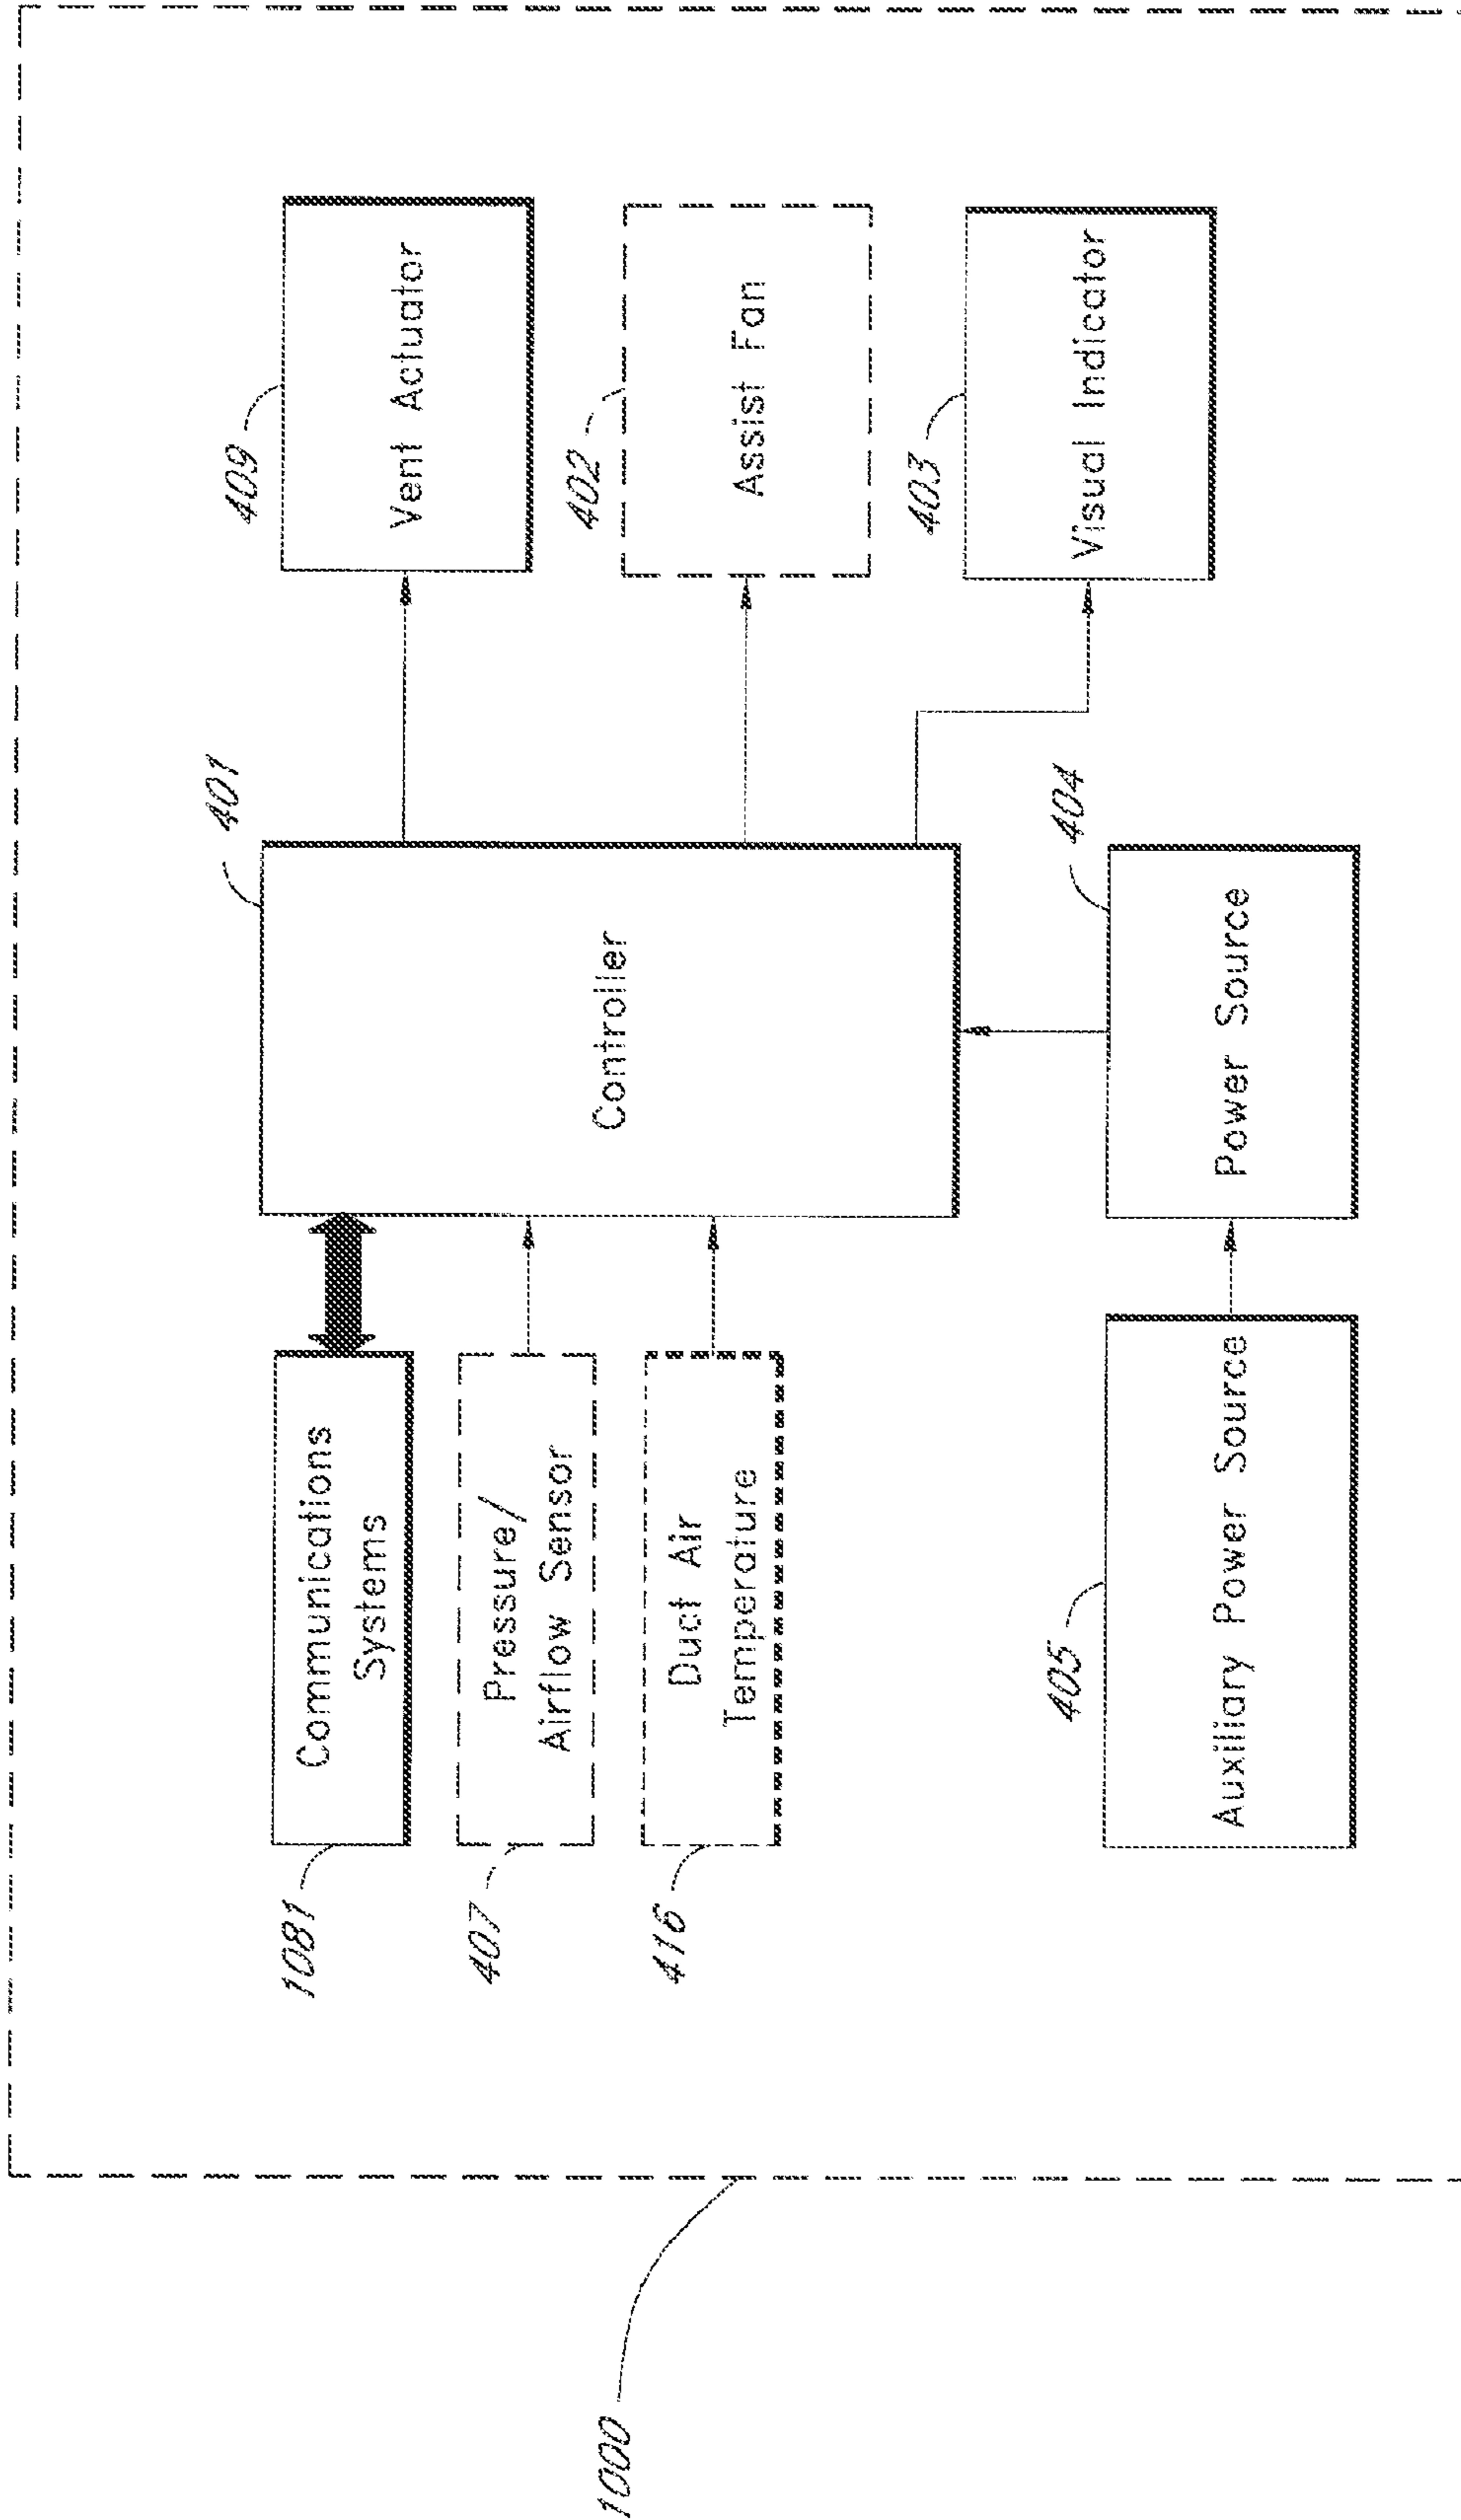 1000
1081
Communications
Systems
407
Pressure/
Airflow Sensor
416
Duct Air
Temperature
401
Controller
409
Vent Actuator
402
Assist Fan
403
Visual Indicator
405
Auxiliary Power Source
404
Power Source